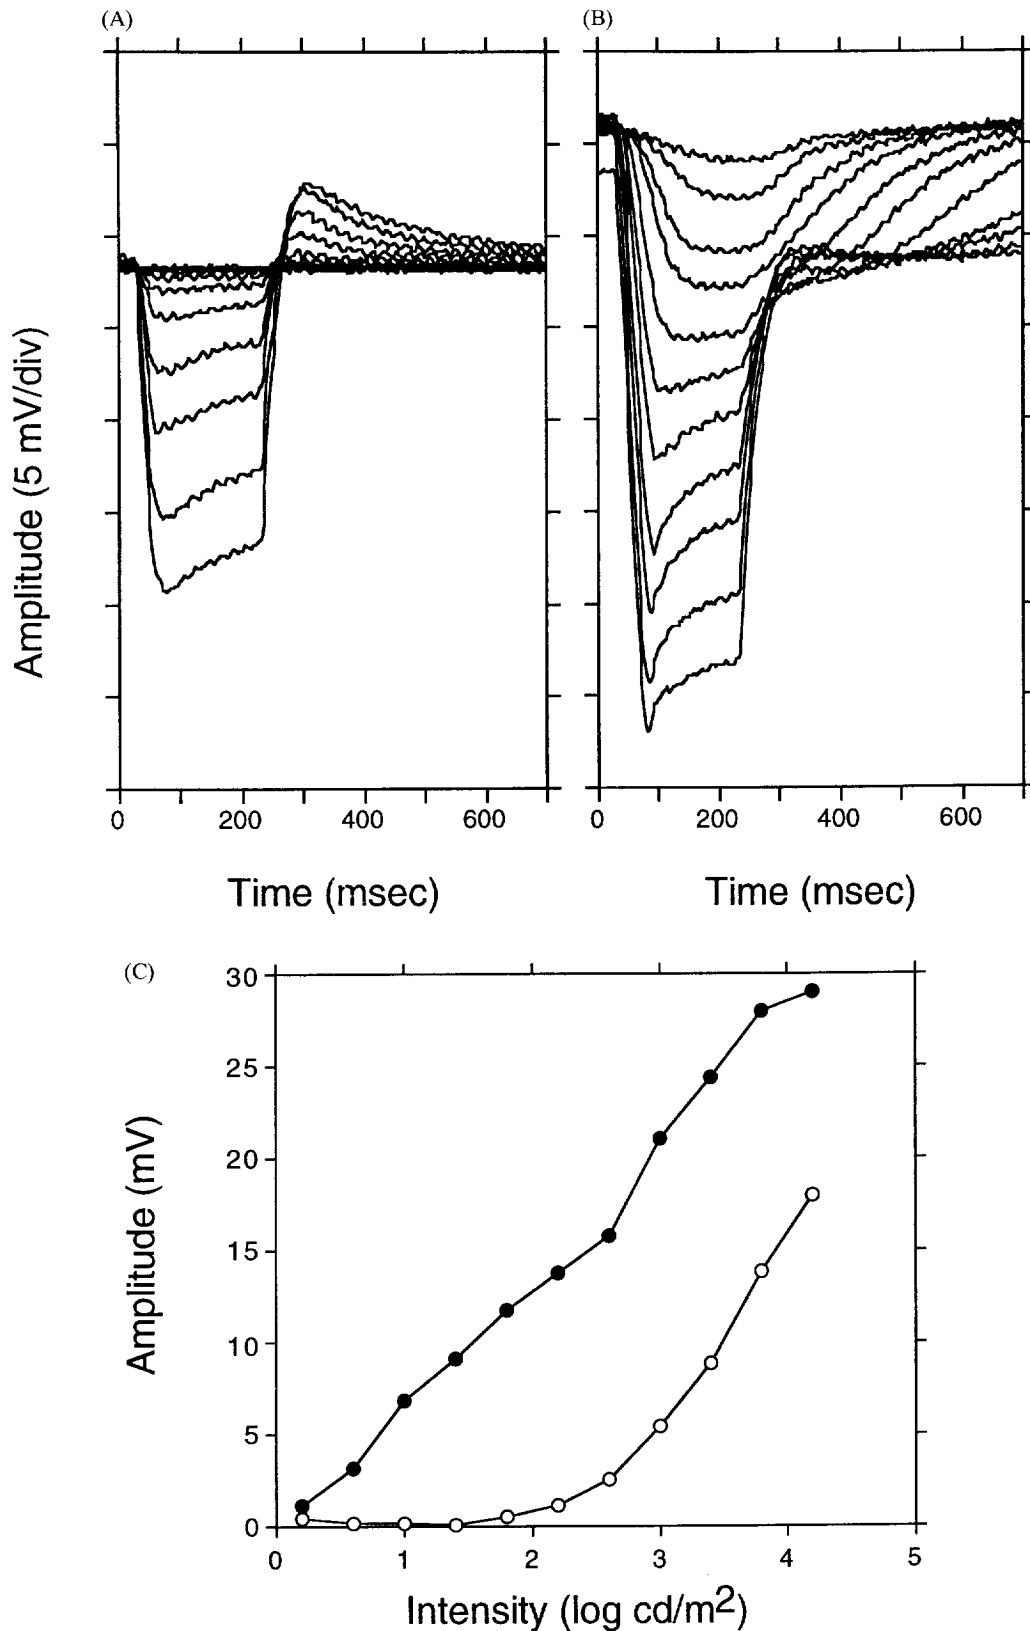 (A) (B)
Amplitude (5 mV/div)
0 200 400 600 0 200 400 600
Time (msec) Time (msec)
(C)
30
25
20
15
10
5
0
Amplitude (mV)
0 1 2 3 4 5
Intensity (log cd/m2)